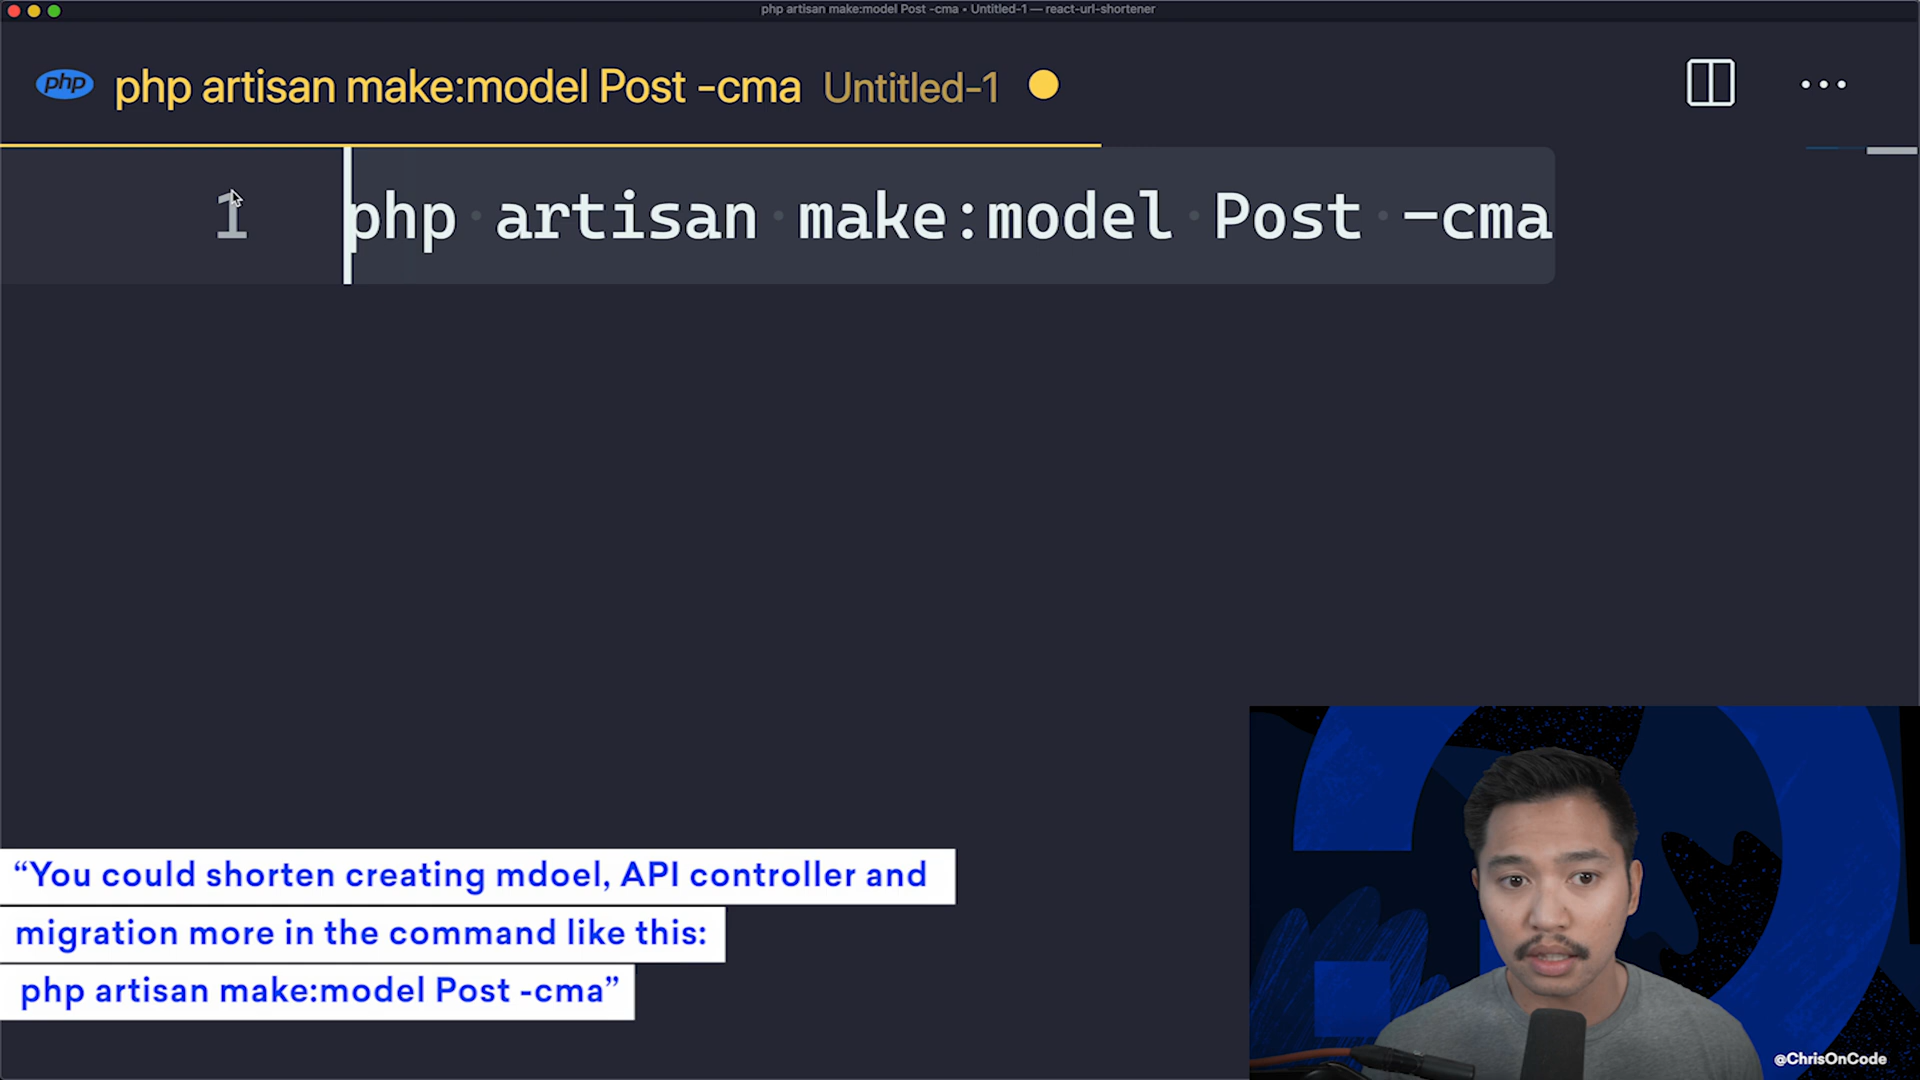 php artisan make:model Post -cma • Untitled-1 — react-url-shortener
php php artisan make:model Post -cma Untitled-1
1 php artisan make:model Post -cma
“You could shorten creating mdoel, API controller and
migration more in the command like this:
php artisan make:model Post -cma”
@ChrisOnCode